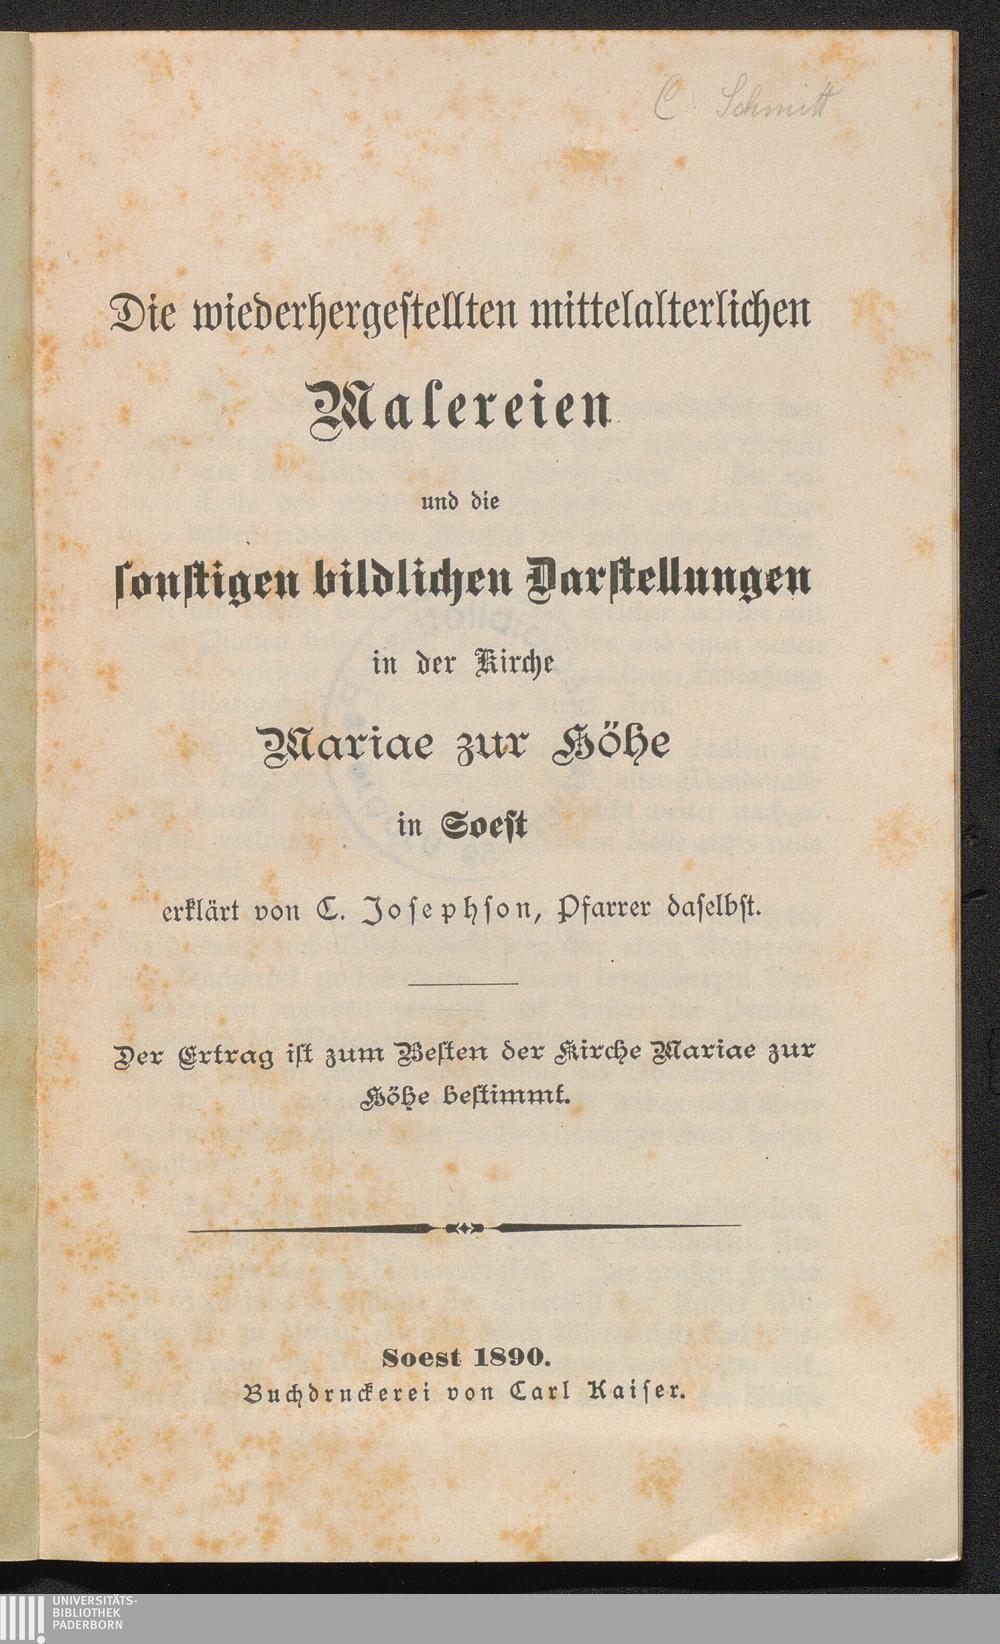 C Schmitt
Die wiederhergestellten mittelalterlichen
Malereien
und die
sonstigen bildlichen Darstellungen
in der Kirche
Mariae zur Höhe
in Soest
erklärt von C. Josephson, Pfarrer daselbst.
Der Ertrag ist zum Besten der Kirche Mariae zur
Höhe bestimmt.
Soest 1890.
Buchdruckerei von Carl Kaiser.
UNIVERSITÄTS-
BIBLIOTHEK
PADERBORN